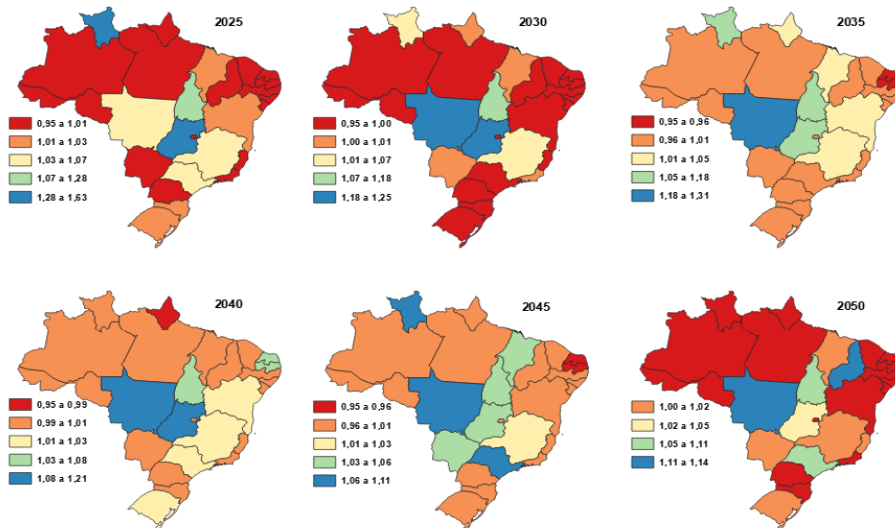 2025
0,95 a 1,01
1,01 a 1,03
1,03 a 1,07
1,07 a 1,28
1,28 a 1,63
2030
0,95 a 1,00
1,00 a 1,01
1,01 a 1,07
1,07 a 1,18
1,18 a 1,25
2035
0,95 a 0,96
0,96 a 1,01
1,01 a 1,05
1,05 a 1,18
1,18 a 1,31
2040
0,95 a 0,99
0,99 a 1,01
1,01 a 1,03
1,03 a 1,08
1,08 a 1,21
2045
0,95 a 0,96
0,96 a 1,01
1,01 a 1,03
1,03 a 1,06
1,06 a 1,11
2050
1,00 a 1,02
1,02 a 1,05
1,05 a 1,11
1,11 a 1,14